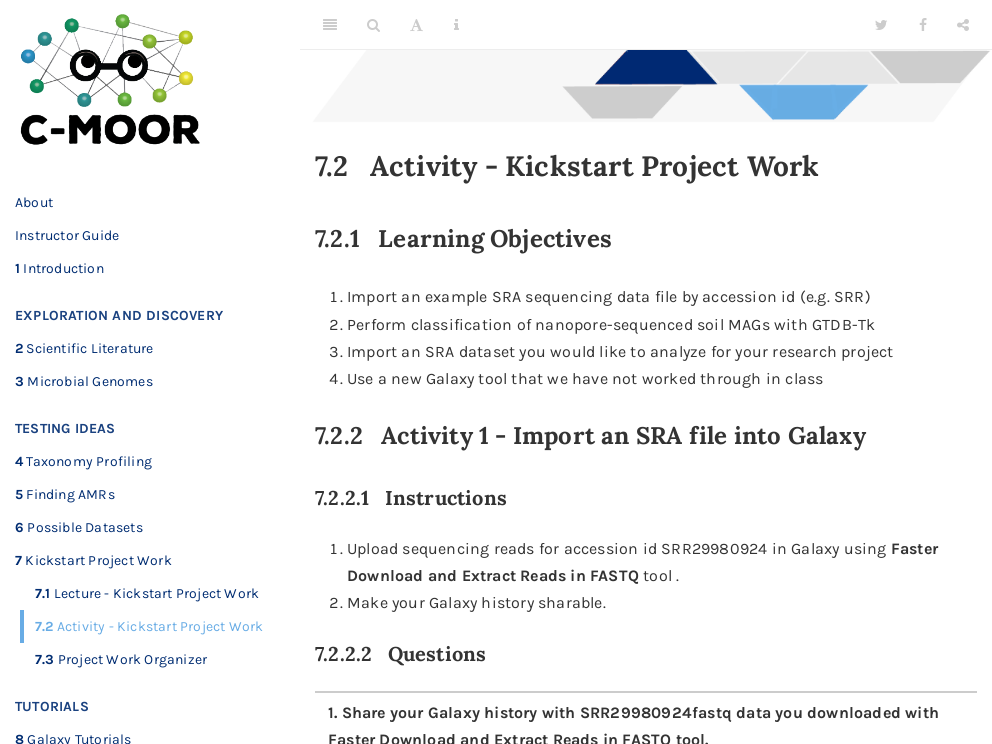 C-MOOR
About
Instructor Guide
1 Introduction
EXPLORATION AND DISCOVERY
2 Scientific Literature
3 Microbial Genomes
TESTING IDEAS
4 Taxonomy Profiling
5 Finding AMRs
6 Possible Datasets
7 Kickstart Project Work
7.1 Lecture - Kickstart Project Work
7.2 Activity - Kickstart Project Work
7.3 Project Work Organizer
TUTORIALS
8 Galaxy Tutorials
A
i
7.2 Activity - Kickstart Project Work
7.2.1 Learning Objectives
1. Import an example SRA sequencing data file by accession id (e.g. SRR)
2. Perform classification of nanopore-sequenced soil MAGs with GTDB-Tk
3. Import an SRA dataset you would like to analyze for your research project
4. Use a new Galaxy tool that we have not worked through in class
7.2.2 Activity 1 - Import an SRA file into Galaxy
7.2.2.1 Instructions
1. Upload sequencing reads for accession id SRR29980924 in Galaxy using Faster
Download and Extract Reads in FASTQ tool .
2. Make your Galaxy history sharable.
7.2.2.2 Questions
1. Share your Galaxy history with SRR29980924fastq data you downloaded with
Faster Download and Extract Reads in FASTQ tool.